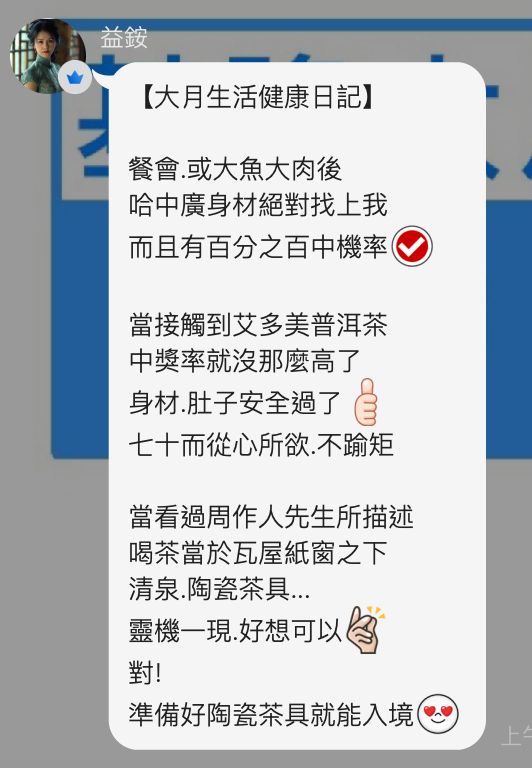 益銨
【大月生活健康日記】
餐會.或大魚大肉後
哈中廣身材絕對找上我
而且有百分之百中機率
當接觸到艾多美普洱茶
中獎率就沒那麼高了
身材.肚子安全過了
七十而從心所欲.不踰矩
當看過周作人先生所描述
喝茶當於瓦屋紙窗之下
清泉.陶瓷茶具...
靈機一現.好想可以
對!
準備好陶瓷茶具就能入境
上午